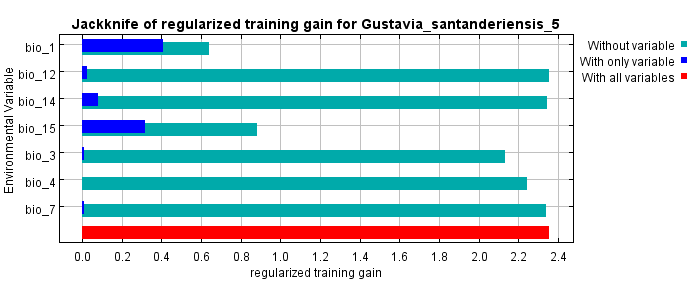 Jackknife of regularized training gain for Gustavia_santanderiensis_5
Without variable
With only variable
With all variables
Environmental Variable
bio_1
bio_12
bio_14
bio_15
bio_3
bio_4
bio_7
0.0 0.2 0.4 0.6 0.8 1.0 1.2 1.4 1.6 1.8 2.0 2.2 2.4
regularized training gain